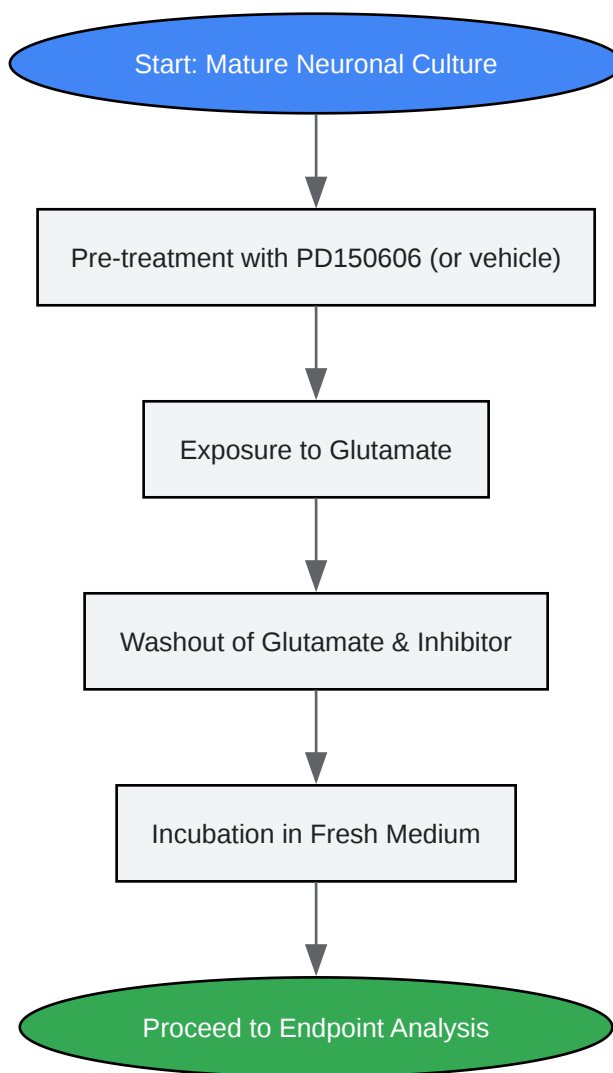 Start: Mature Neuronal Culture
Pre-treatment with PD150606 (or vehicle)
Exposure to Glutamate
Washout of Glutamate & Inhibitor
Incubation in Fresh Medium
Proceed to Endpoint Analysis